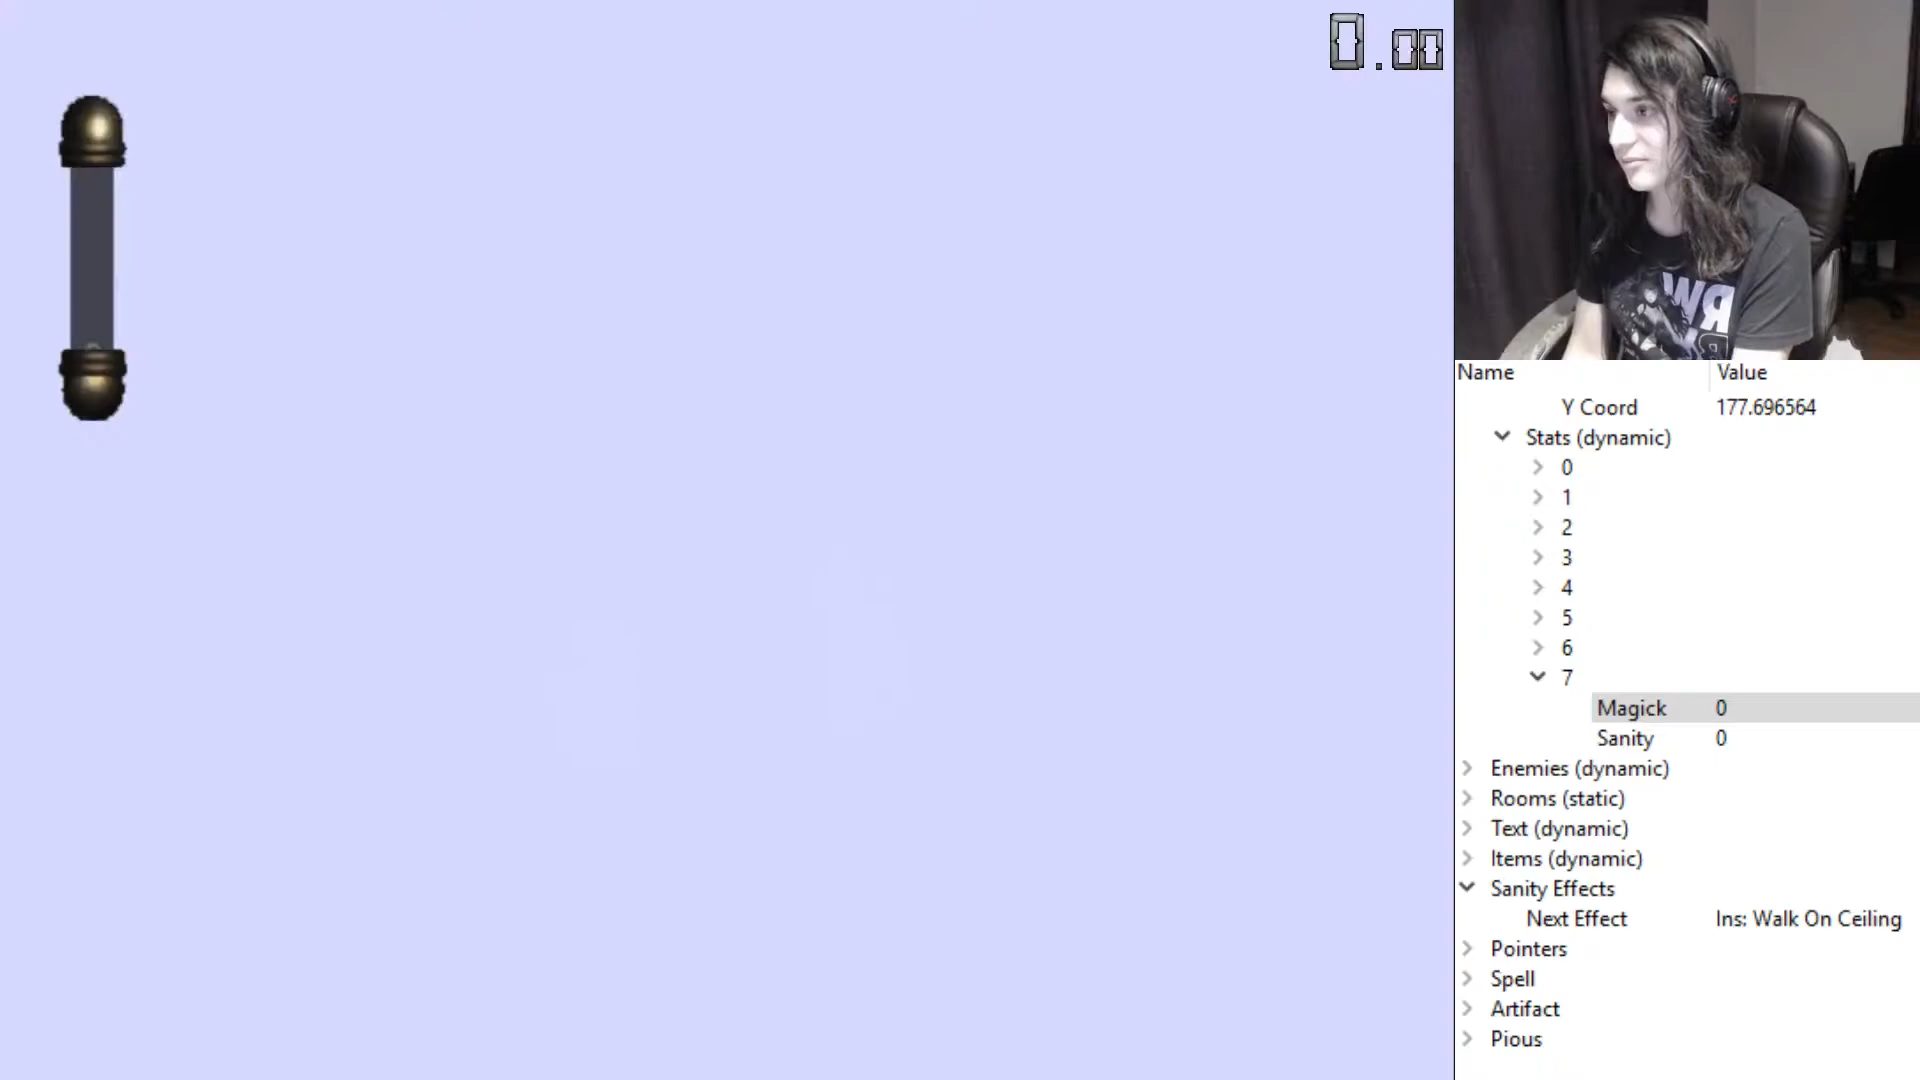 0.00
Name Value
Y Coord 177.696564
Stats (dynamic)
0
1
2
3
4
5
6
7
Magick 0
Sanity 0
Enemies (dynamic)
Rooms (static)
Text (dynamic)
Items (dynamic)
Sanity Effects
Next Effect Ins: Walk On Ceiling
Pointers
Spell
Artifact
Pious